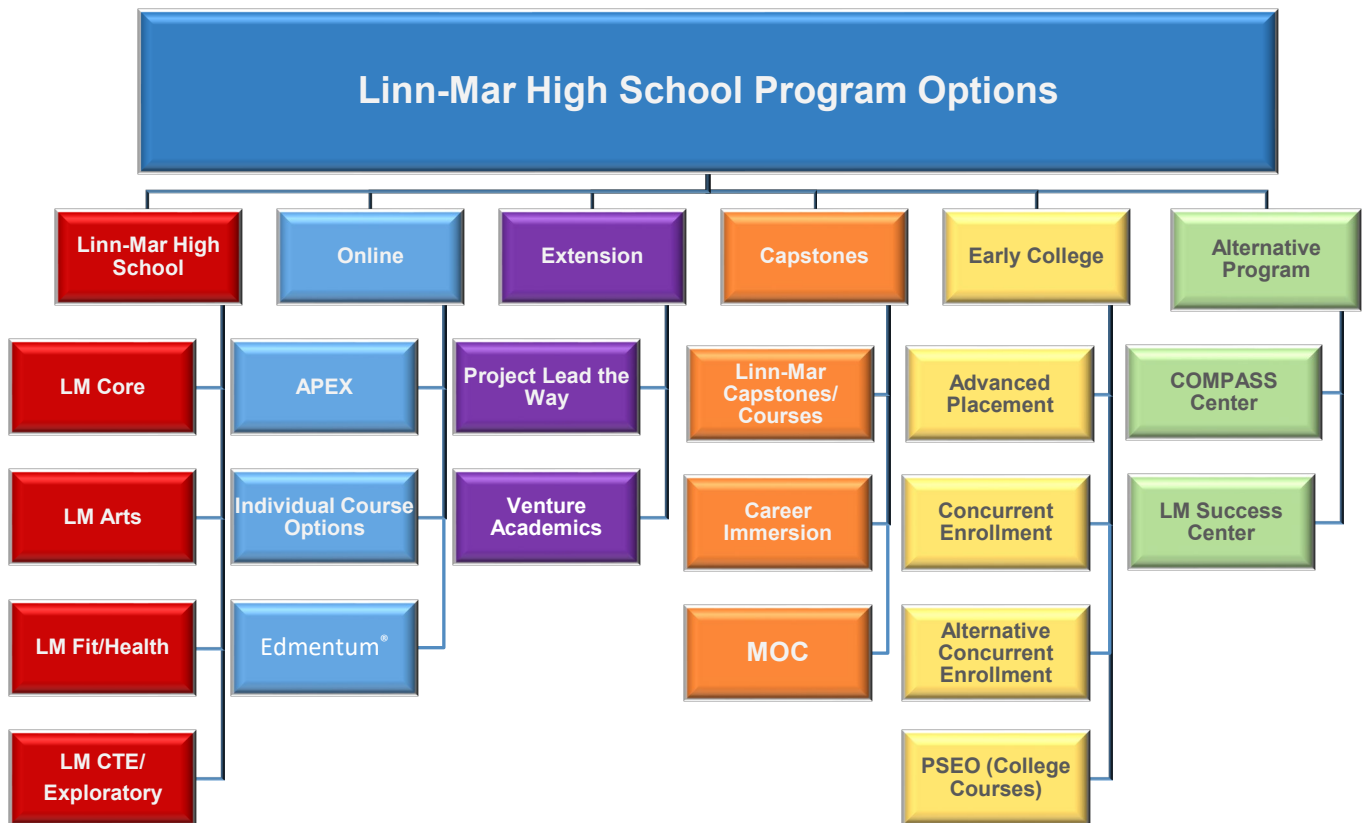 Linn-Mar High School Program Options
Linn-Mar High
School
Online
Extension
Capstones
Early College
Alternative
Program
LM Core
LM Arts
LM Fit/Health
LM CTE/
Exploratory
APEX
Individual Course
Options
Edmentum®
Project Lead the
Way
Venture
Academics
Linn-Mar
Capstones/
Courses
Career
Immersion
MOC
Advanced
Placement
Concurrent
Enrollment
Alternative
Concurrent
Enrollment
PSEO (College
Courses)
COMPASS
Center
LM Success
Center